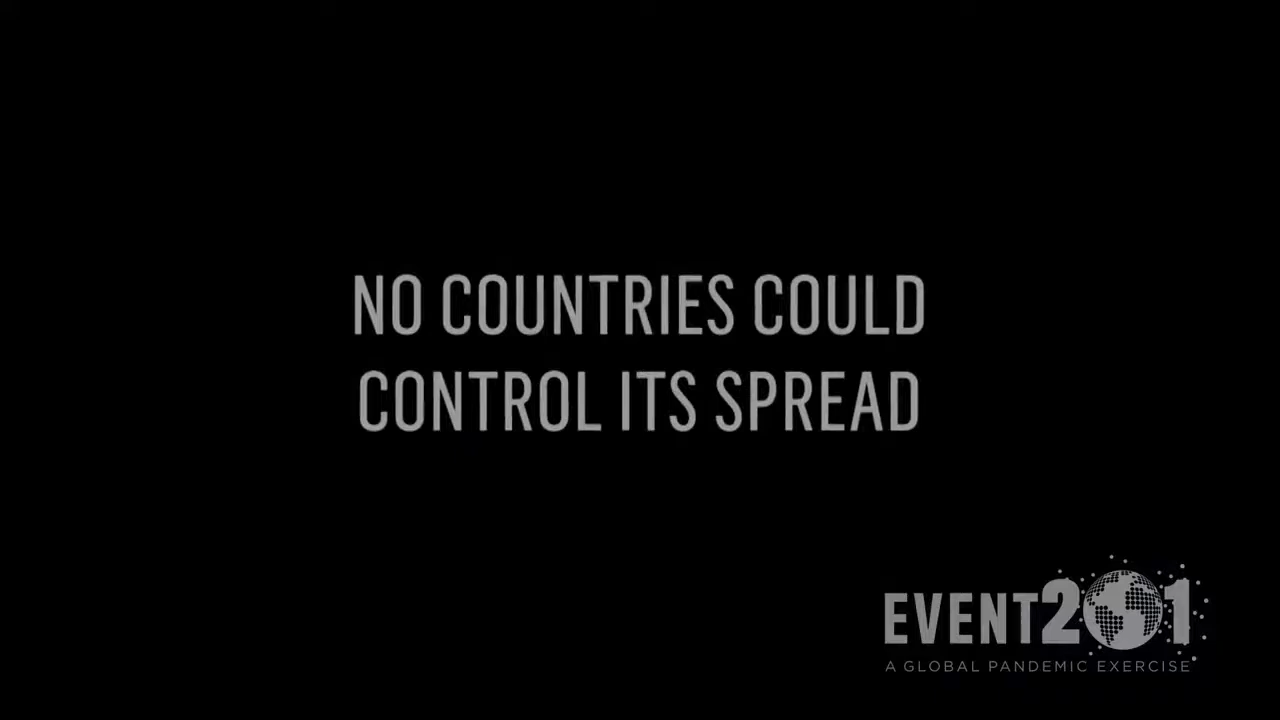 NO COUNTRIES COULD
CONTROL ITS SPREAD
EVENT201
A GLOBAL PANDEMIC EXERCISE